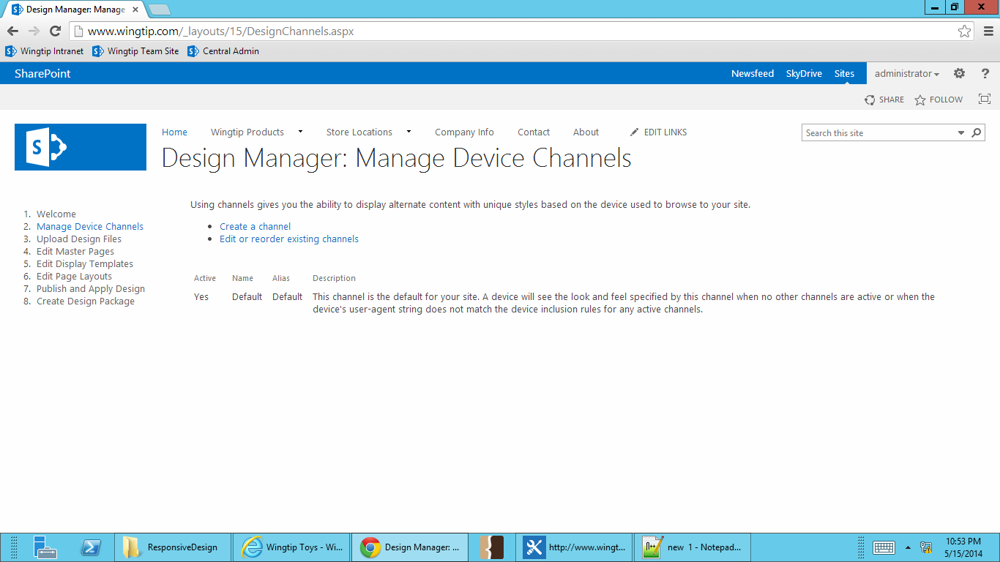 Design Manager: Manage
www.wingtip.com/_layouts/15/DesignChannels.aspx
Wingtip Intranet Wingtip Team Site Central Admin
SharePoint Newsfeed SkyDrive Sites administrator ?
SHARE FOLLOW
S Home Wingtip Products Store Locations Company Info Contact About EDIT LINKS Search this site
Design Manager: Manage Device Channels
Using channels gives you the ability to display alternate content with unique styles based on the device used to browse to your site.
1. Welcome
2. Manage Device Channels
3. Upload Design Files
4. Edit Master Pages
5. Edit Display Templates
6. Edit Page Layouts
7. Publish and Apply Design
8. Create Design Package
• Create a channel
• Edit or reorder existing channels
Active Name Alias Description
Yes Default Default This channel is the default for your site. A device will see the look and feel specified by this channel when no other channels are active or when the
device's user-agent string does not match the device inclusion rules for any active channels.
ResponsiveDesign Wingtip Toys - Wi... Design Manager: ... http://www.wingt... new 1 - Notepad... 10:53 PM
5/15/2014